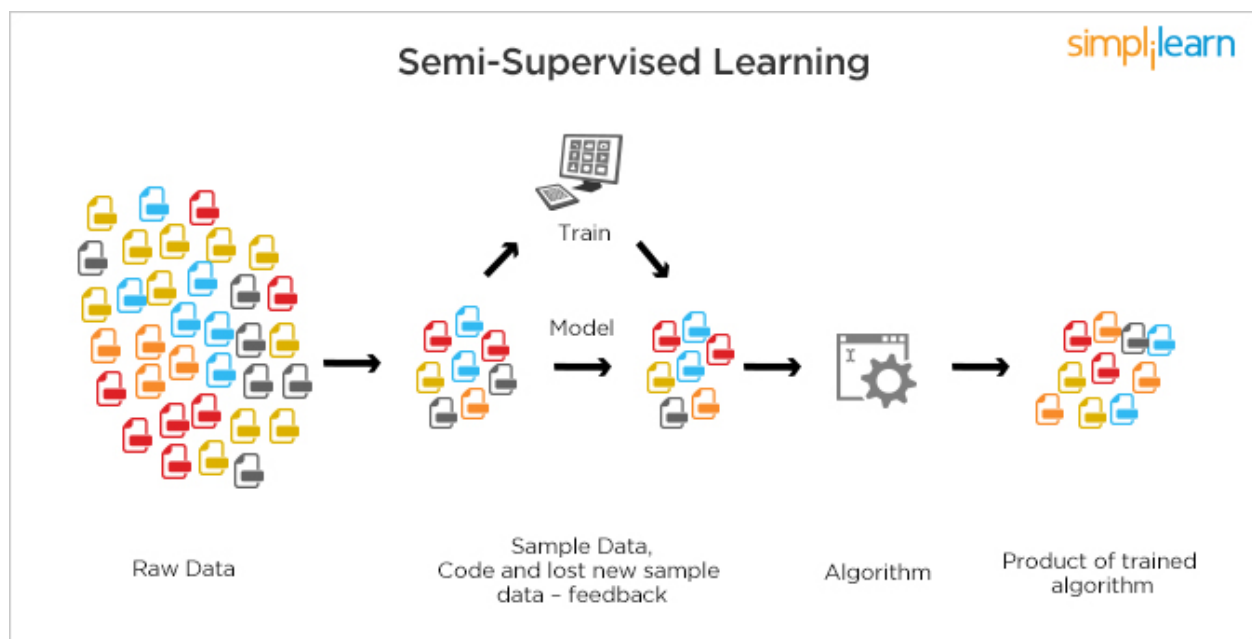 simplilearn
Semi-Supervised Learning
Train
Model
Raw Data
Sample Data,
Code and lost new sample
data – feedback
Algorithm
Product of trained
algorithm